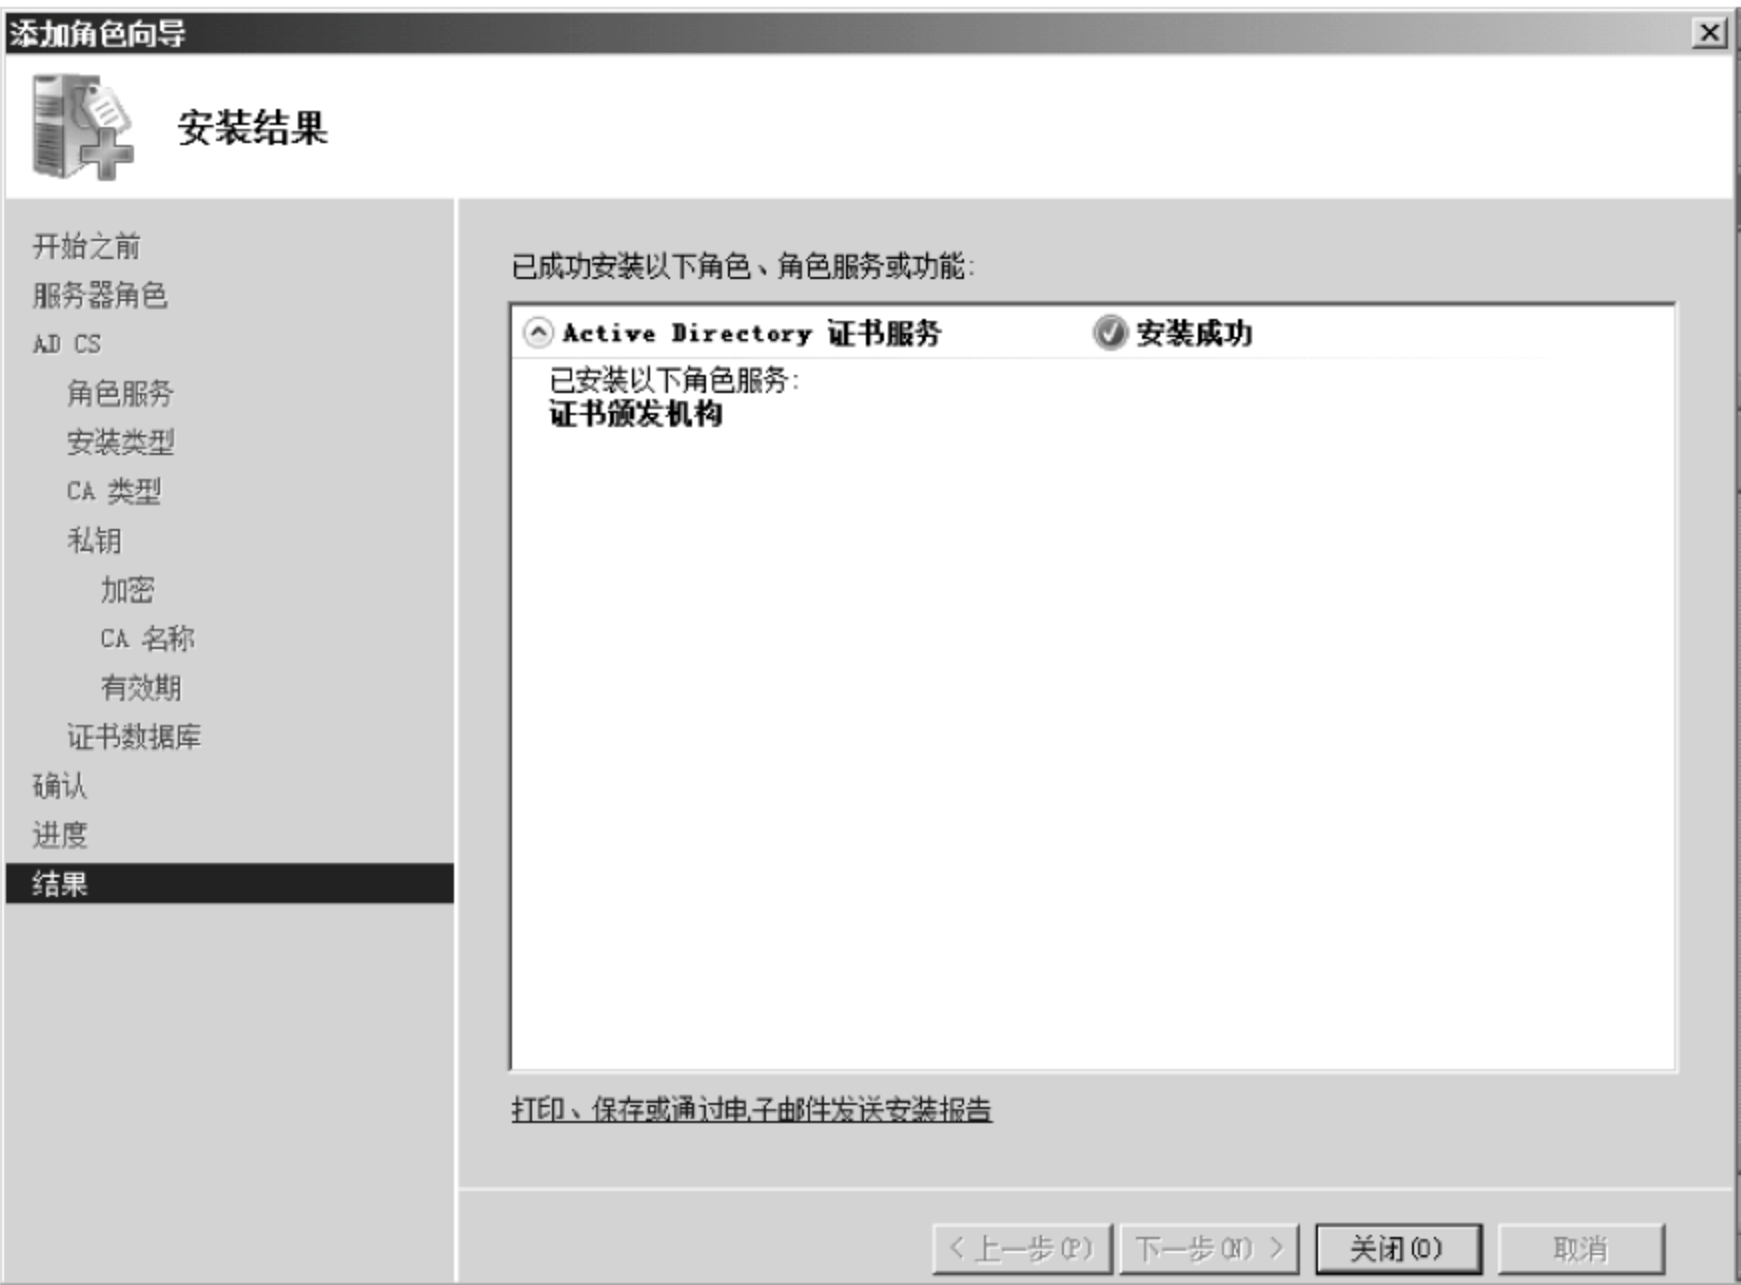 添加角色向导
安装结果
开始之前
服务器角色
AD CS
角色服务
安装类型
CA 类型
私钥
加密
CA 名称
有效期
证书数据库
确认
进度
结果
已成功安装以下角色、角色服务或功能:
Active Directory 证书服务 安装成功
已安装以下角色服务:
证书颁发机构
打印、保存或通过电子邮件发送安装报告
< 上一步(P) 下一步(N) > 关闭(O) 取消